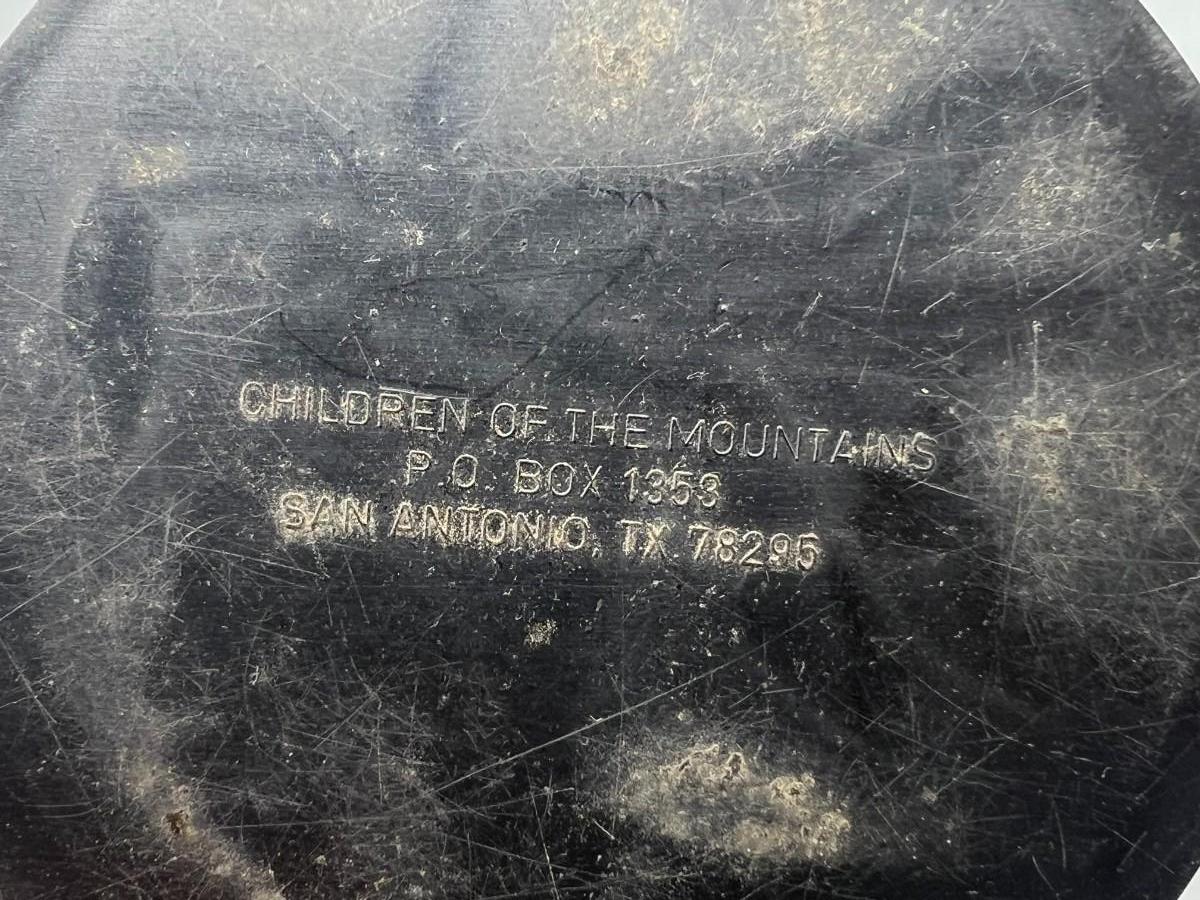 CHILDREN OF THE MOUNTAINS
P.O. BOX 1353
SAN ANTONIO, TX 78295